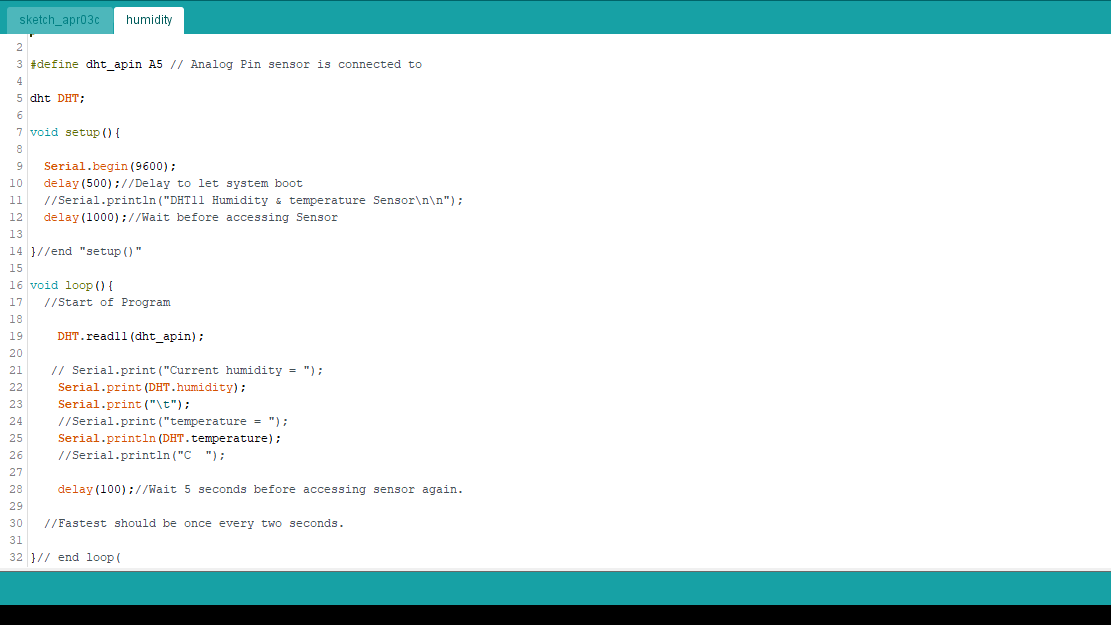 sketch_apr03c humidity
2
3 #define dht_apin A5 // Analog Pin sensor is connected to
4
5 dht DHT;
6
7 void setup(){
8
9 Serial.begin(9600);
10 delay(500);//Delay to let system boot
11 //Serial.println("DHT11 Humidity & temperature Sensor\n\n");
12 delay(1000);//Wait before accessing Sensor
13
14 }//end "setup()"
15
16 void loop(){
17 //Start of Program
18
19 DHT.read11(dht_apin);
20
21 // Serial.print("Current humidity = ");
22 Serial.print(DHT.humidity);
23 Serial.print("\t");
24 //Serial.print("temperature = ");
25 Serial.println(DHT.temperature);
26 //Serial.println("C  ");
27
28 delay(100);//Wait 5 seconds before accessing sensor again.
29
30 //Fastest should be once every two seconds.
31
32 }// end loop(